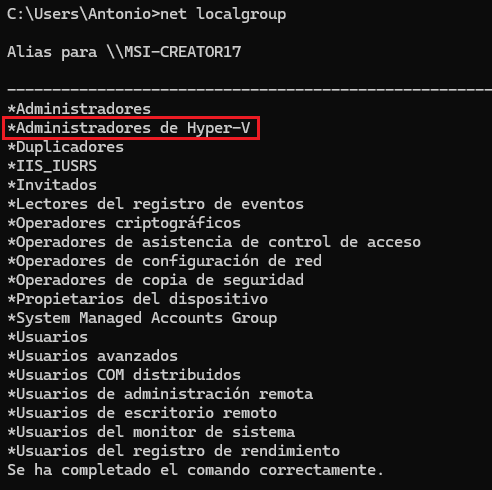 C:\Users\Antonio>net localgroup
Alias para \\MSI-CREATOR17
-------------------------------------------------------------------------------
*Administradores
*Administradores de Hyper-V
*Duplicadores
*IIS_IUSRS
*Invitados
*Lectores del registro de eventos
*Operadores criptográficos
*Operadores de asistencia de control de acceso
*Operadores de configuración de red
*Operadores de copia de seguridad
*Propietarios del dispositivo
*System Managed Accounts Group
*Usuarios
*Usuarios avanzados
*Usuarios COM distribuidos
*Usuarios de administración remota
*Usuarios de escritorio remoto
*Usuarios del monitor de sistema
*Usuarios del registro de rendimiento
Se ha completado el comando correctamente.